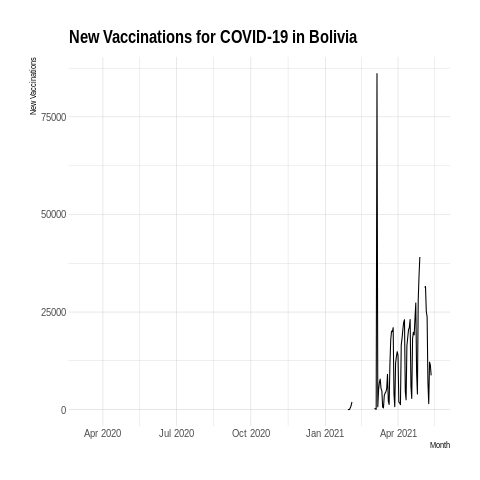 New Vaccinations for COVID-19 in Bolivia
New Vaccinations
75000
50000
25000
0
Apr 2020 Jul 2020 Oct 2020 Jan 2021 Apr 2021
Month